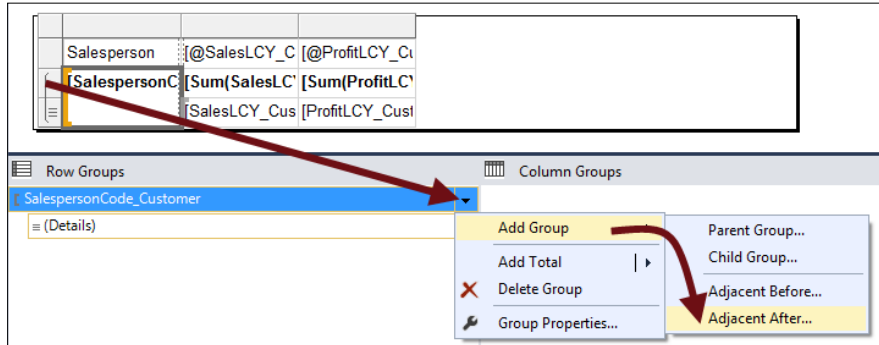 Salesperson [@SalesLCY_C [@ProfitLCY_Cu
[SalespersonC [Sum(SalesLC [Sum(ProfitLC
[SalesLCY_Cus [ProfitLCY_Cust
Row Groups
Column Groups
SalespersonCode_Customer
(Details)
Add Group
Add Total
Delete Group
Group Properties...
Parent Group...
Child Group...
Adjacent Before...
Adjacent After...